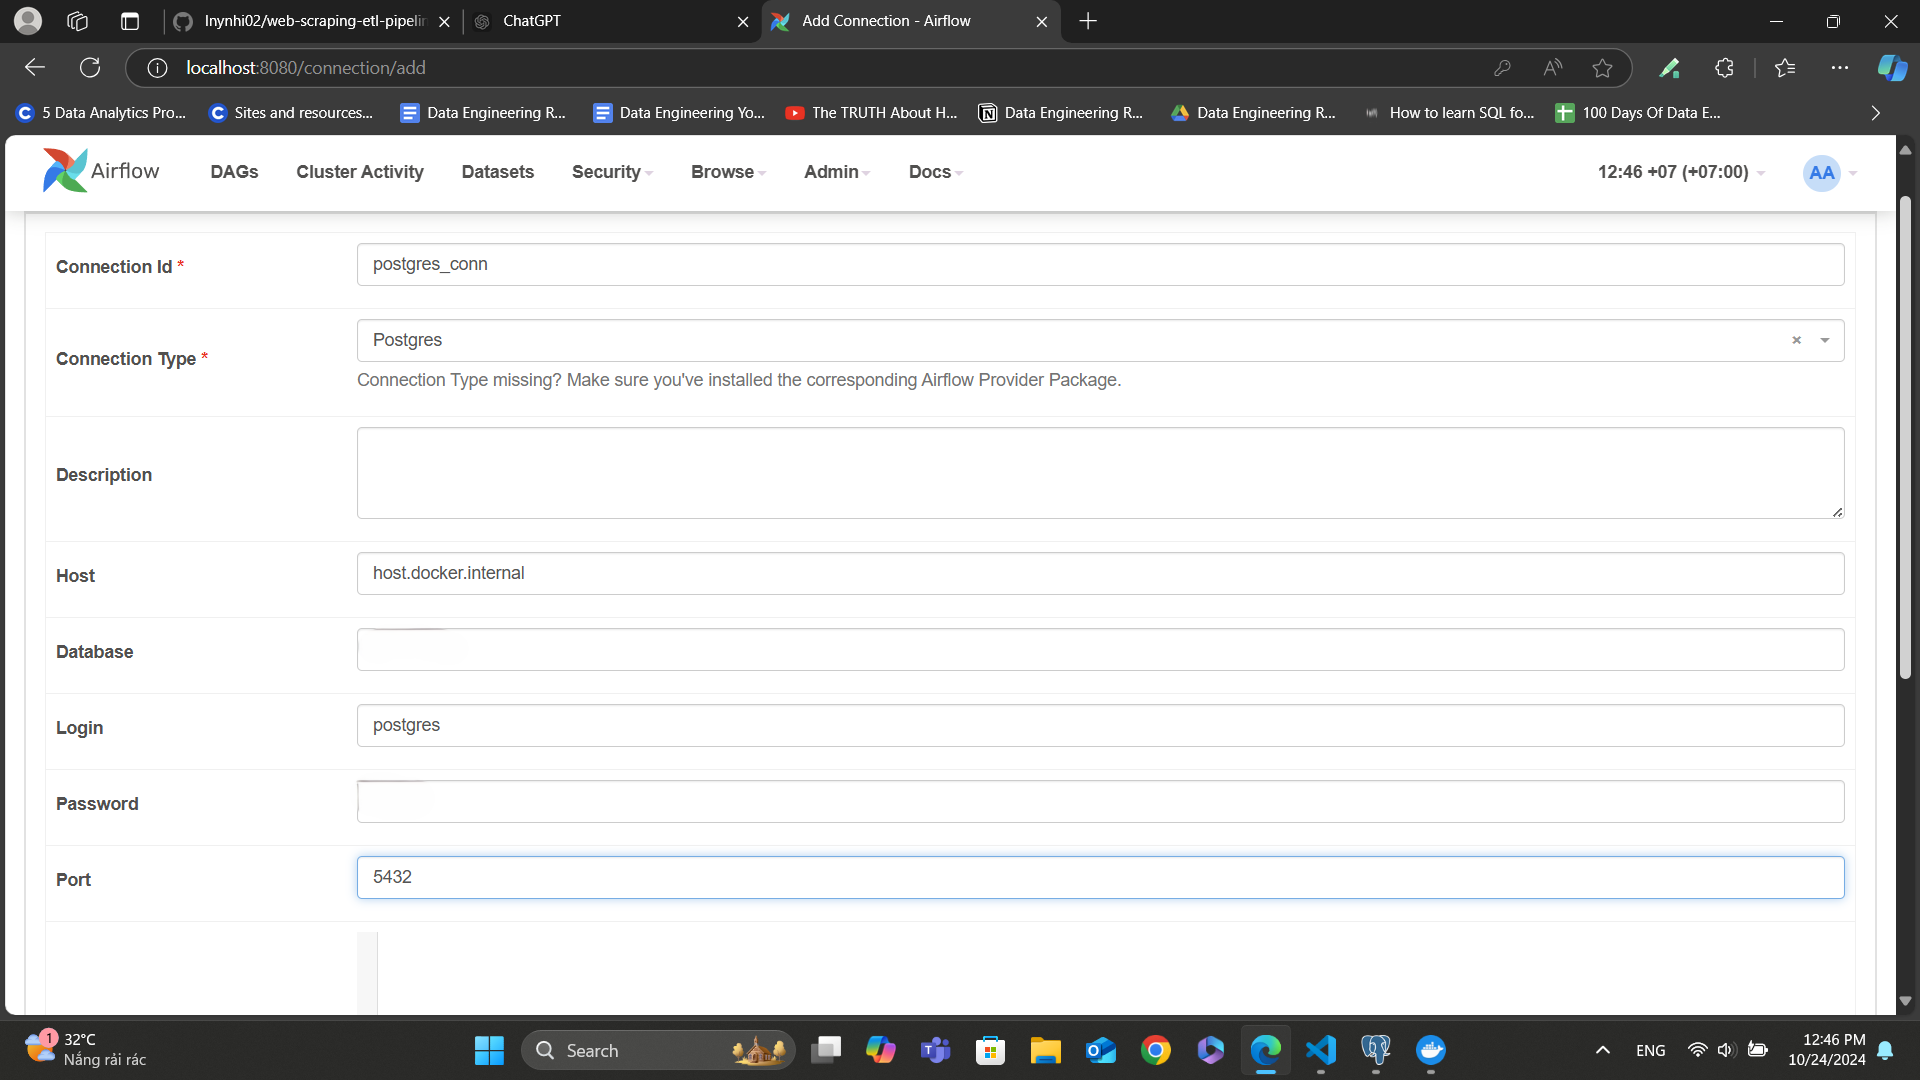 lnynhi02/web-scraping-etl-pipelin
ChatGPT
Add Connection - Airflow
localhost:8080/connection/add
5 Data Analytics Pro...
Sites and resources...
Data Engineering R...
Data Engineering Yo...
The TRUTH About H...
Data Engineering R...
Data Engineering R...
How to learn SQL fo...
100 Days Of Data E...
Airflow
DAGs
Cluster Activity
Datasets
Security
Browse
Admin
Docs
12:46 +07 (+07:00)
AA
Connection Id *
postgres_conn
Connection Type *
Postgres
Connection Type missing? Make sure you've installed the corresponding Airflow Provider Package.
Description
Host
host.docker.internal
Database
Login
postgres
Password
Port
5432
1
32°C
Nắng rải rác
Search
ENG
12:46 PM
10/24/2024